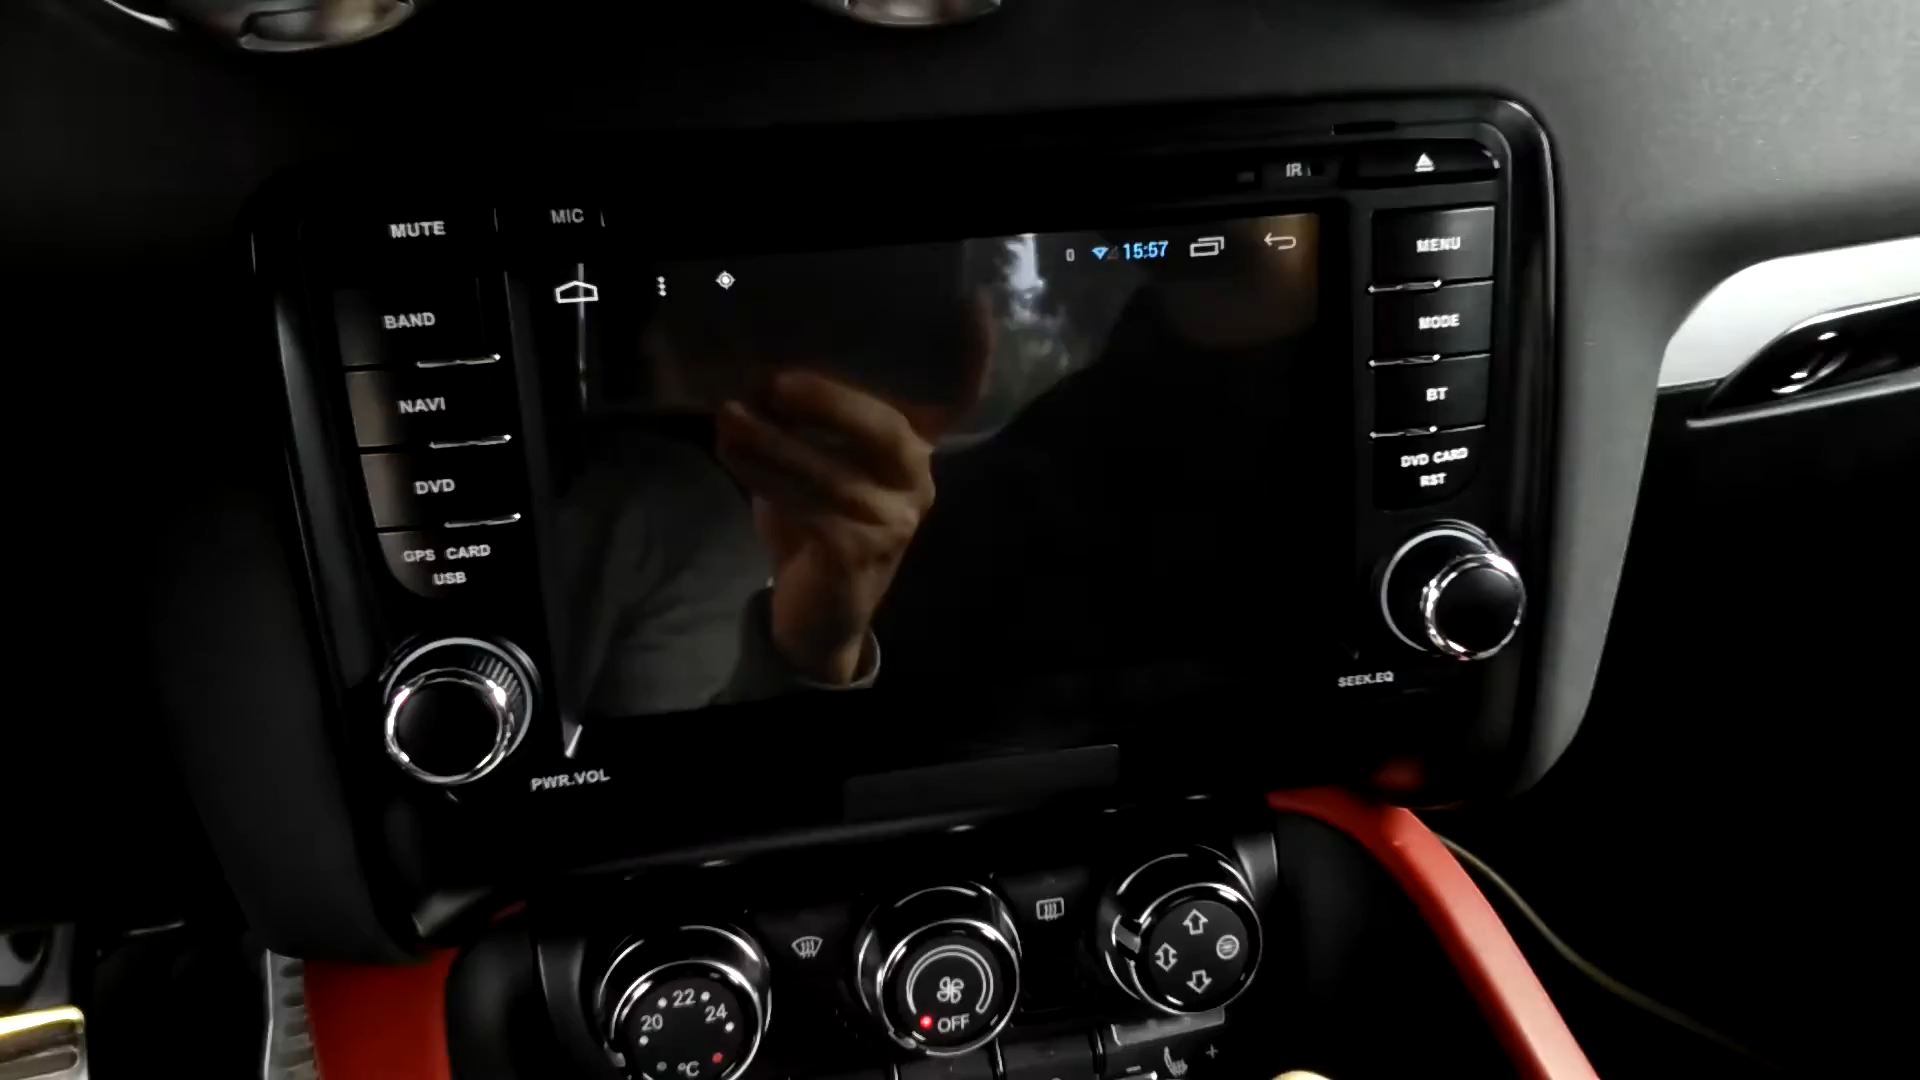 MUTE
MIC
IR
BAND
NAVI
DVD
GPS CARD
USB
PWR.VOL
0
15:57
MENU
MODE
BT
DVD CARD
RST
SEEK.EQ
20
22
24
°C
OFF
- +